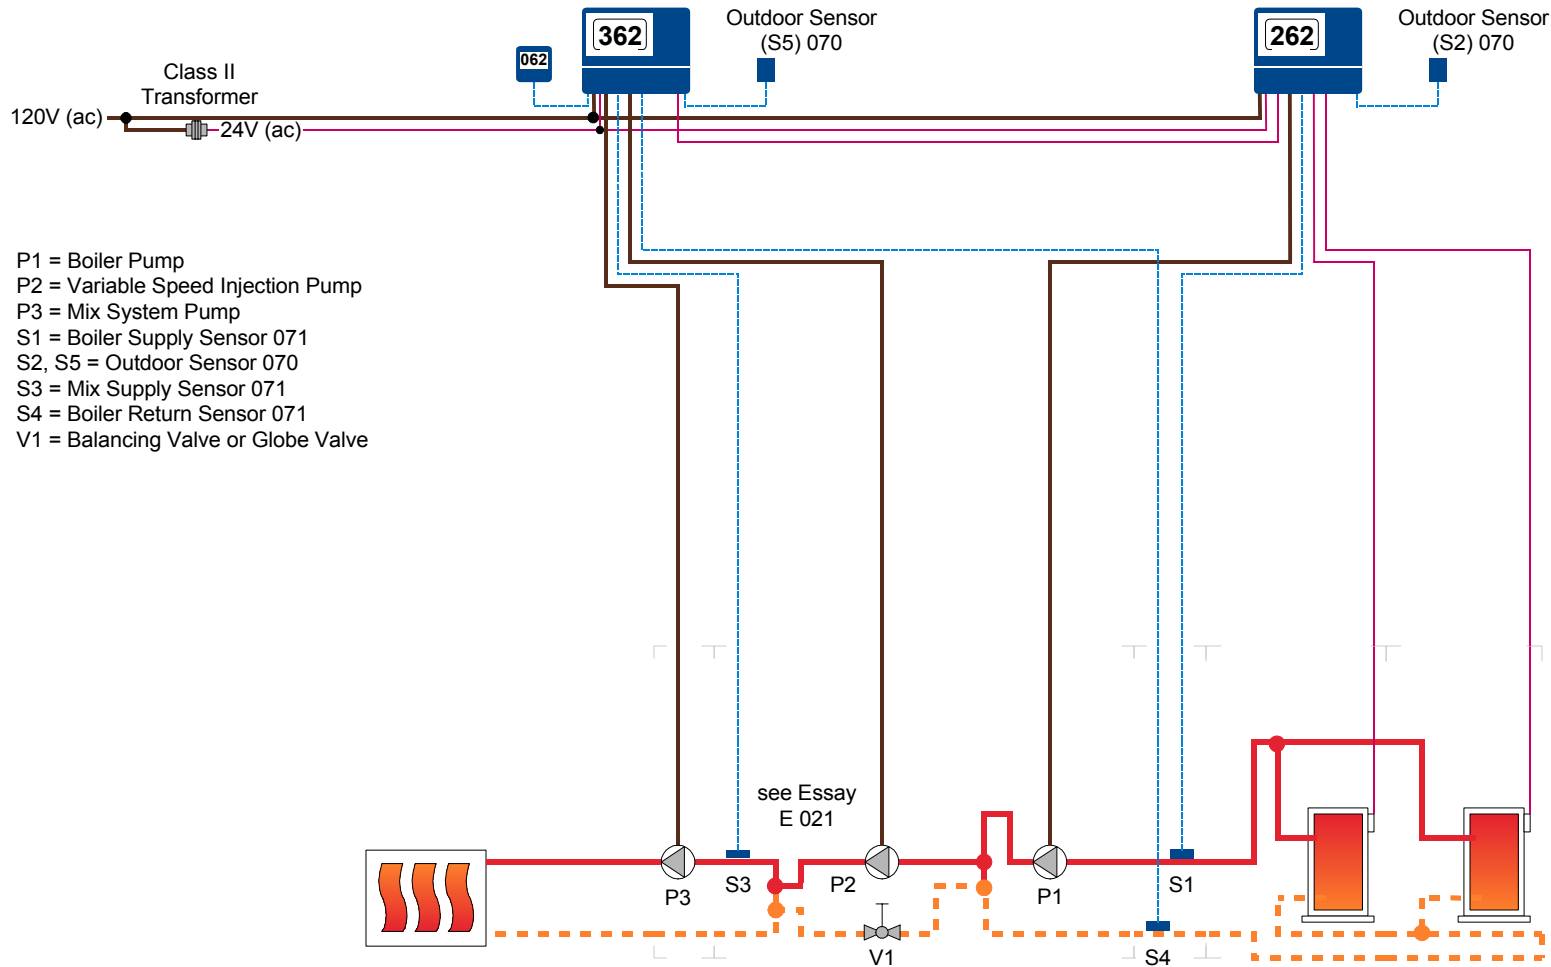 Outdoor Sensor
(S5) 070
362
062
Outdoor Sensor
(S2) 070
262
Class II
Transformer
120V (ac)
24V (ac)
P1 = Boiler Pump
P2 = Variable Speed Injection Pump
P3 = Mix System Pump
S1 = Boiler Supply Sensor 071
S2, S5 = Outdoor Sensor 070
S3 = Mix Supply Sensor 071
S4 = Boiler Return Sensor 071
V1 = Balancing Valve or Globe Valve
see Essay
E 021
P3
S3
P2
P1
S1
V1
S4